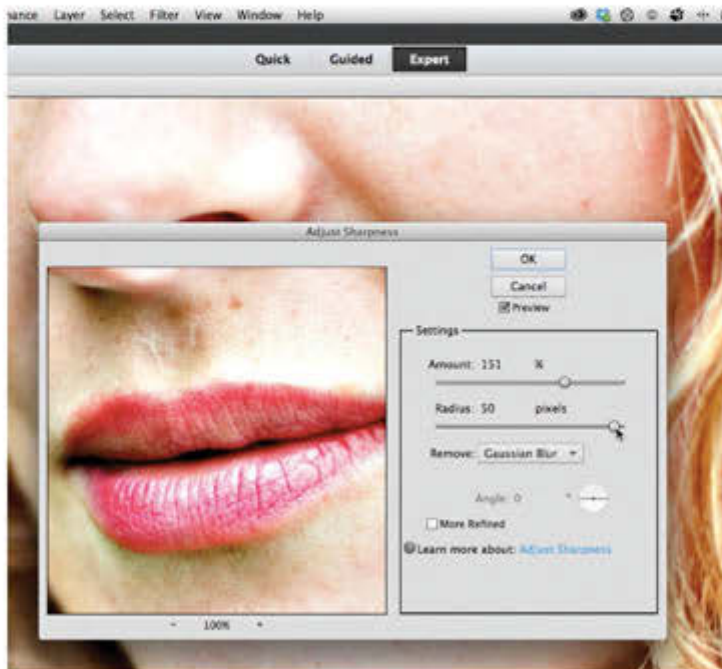 ance Layer Select Filter View Window Help
Quick Guided Expert
Adjust Sharpness
OK
Cancel
Preview
Settings
Amount: 151 %
Radius: 50 pixels
Remove: Gaussian Blur
Angle: 0 °
More Refined
Learn more about: Adjust Sharpness
- 100% +